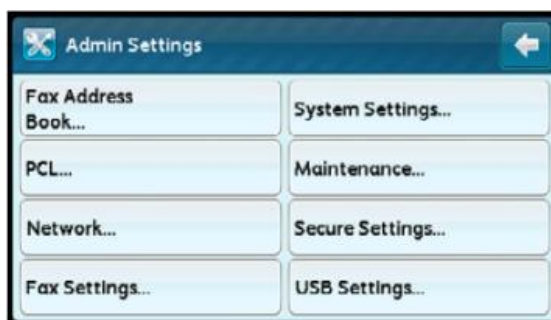 Admin Settings
Fax Address
Book...
System Settings...
PCL...
Maintenance...
Network...
Secure Settings...
Fax Settings...
USB Settings...